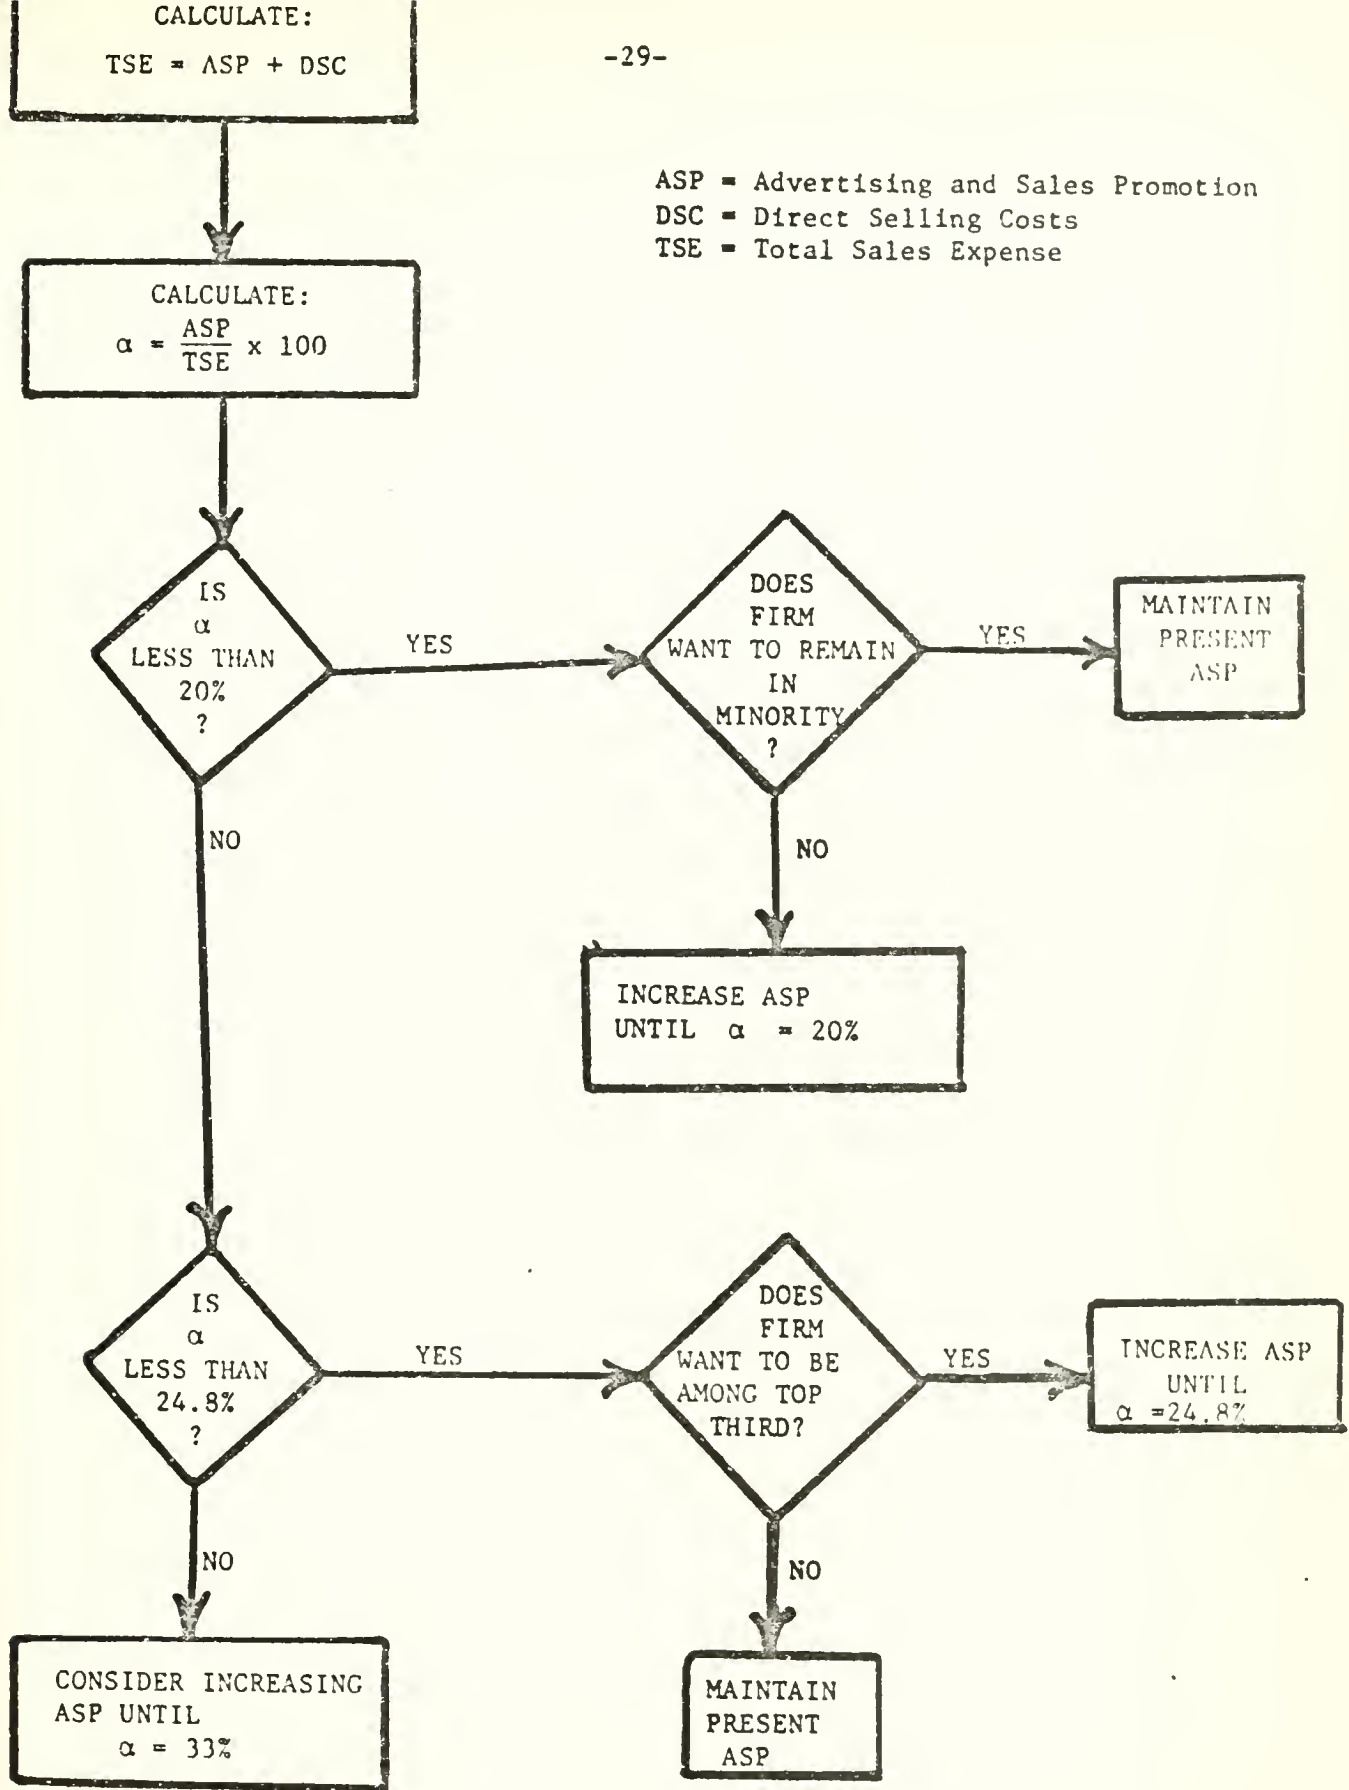 CALCULATE:
TSE = ASP + DSC
-29-
ASP = Advertising and Sales Promotion
DSC = Direct Selling Costs
TSE = Total Sales Expense
CALCULATE:
α = ASP/TSE x 100
IS
α
LESS THAN
20%
?
YES
DOES
FIRM
WANT TO REMAIN
IN
MINORITY
?
YES
MAINTAIN
PRESENT
ASP
NO
NO
INCREASE ASP
UNTIL α = 20%
IS
α
LESS THAN
24.8%
?
YES
DOES
FIRM
WANT TO BE
AMONG TOP
THIRD?
YES
INCREASE ASP
UNTIL
α =24.8%
NO
NO
CONSIDER INCREASING
ASP UNTIL
α = 33%
MAINTAIN
PRESENT
ASP